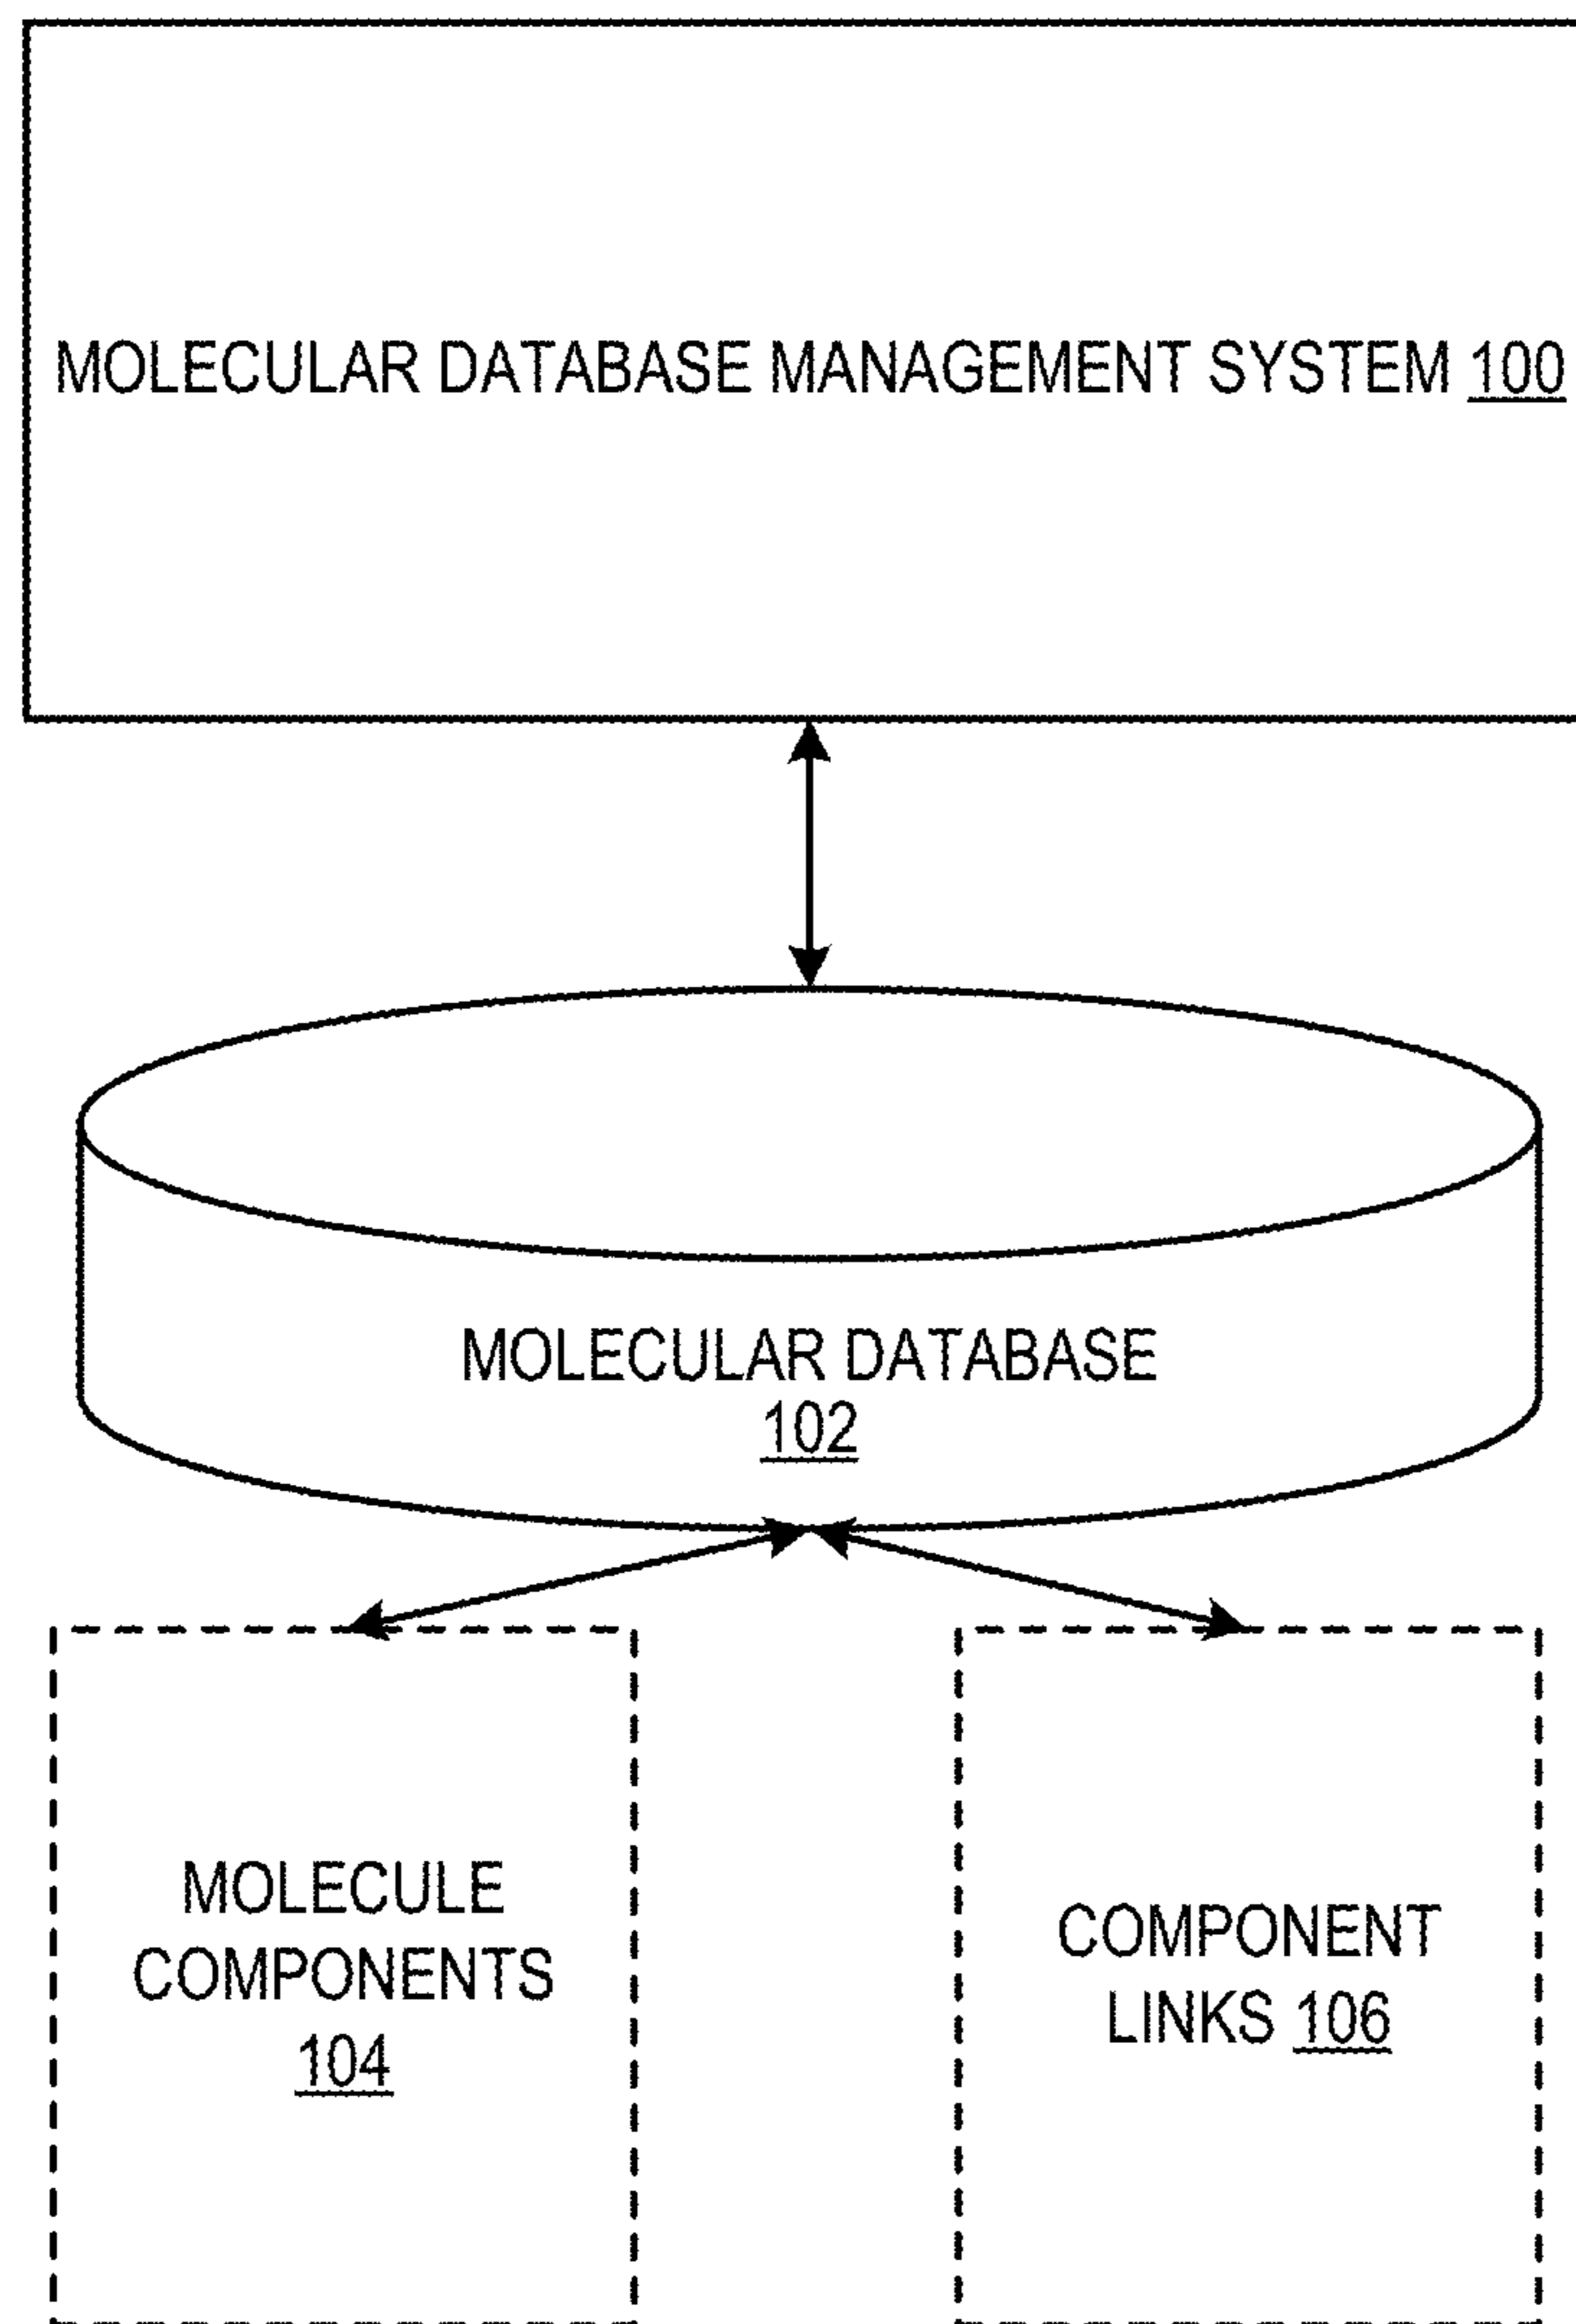 MOLECULAR DATABASE MANAGEMENT SYSTEM 100
MOLECULAR DATABASE
102
MOLECULE
COMPONENTS
104
COMPONENT
LINKS 106